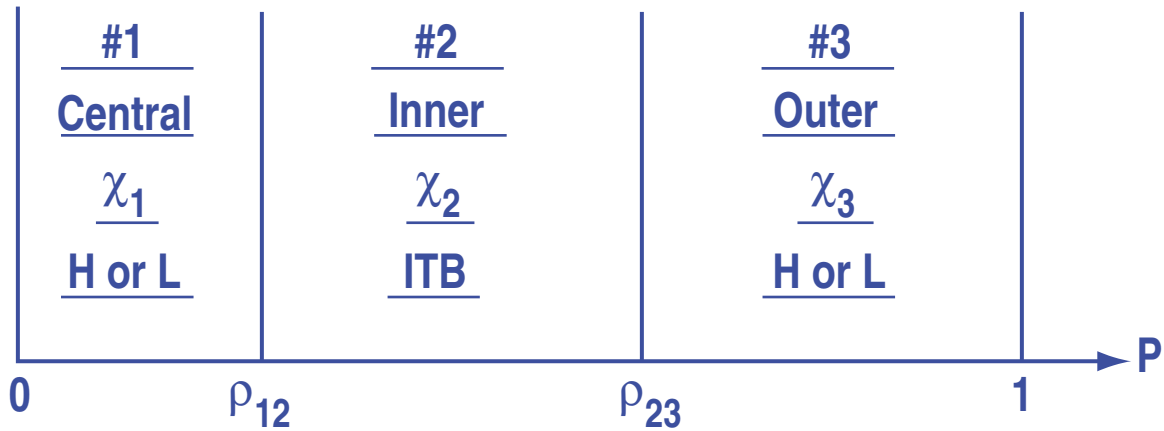 #1 #2 #3
Central Inner Outer
χ₁ χ₂ χ₃
H or L ITB H or L
P
0 ρ₁₂ ρ₂₃ 1